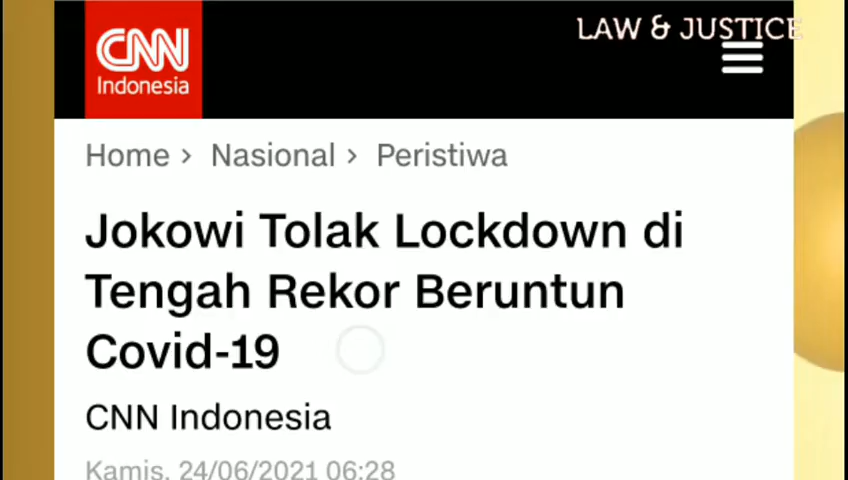 LAW & JUSTICE
CNN
Indonesia
Home > Nasional > Peristiwa
Jokowi Tolak Lockdown di
Tengah Rekor Beruntun
Covid-19
CNN Indonesia
Kamis, 24/06/2021 06:28